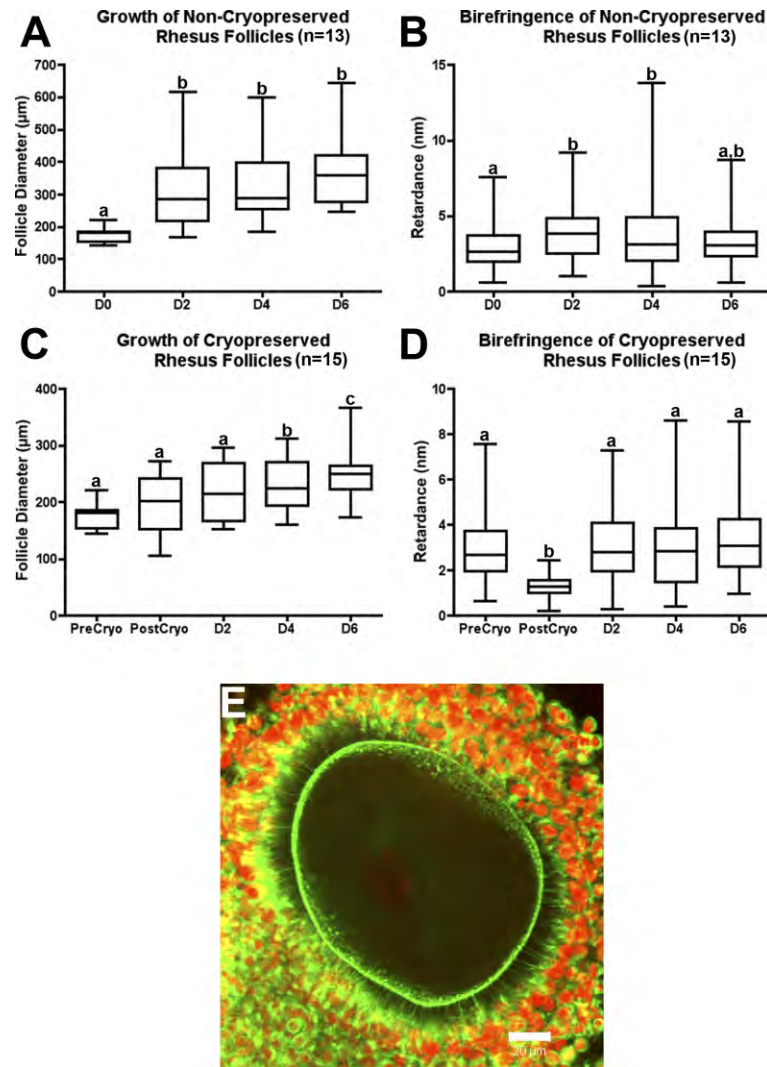 A
Growth of Non-Cryopreserved
Rhesus Follicles (n=13)
Follicle Diameter (µm)
700
600
500
400
300
200
100
0
a
b
b
b
D0
D2
D4
D6
B
Birefringence of Non-Cryopreserved
Rhesus Follicles (n=13)
Retardance (nm)
15
10
5
0
a
b
b
a,b
D0
D2
D4
D6
C
Growth of Cryopreserved
Rhesus Follicles (n=15)
Follicle Diameter (µm)
400
300
200
100
0
a
a
a
b
c
PreCryo
PostCryo
D2
D4
D6
D
Birefringence of Cryopreserved
Rhesus Follicles (n=15)
Retardance (nm)
10
8
6
4
2
0
a
b
a
a
a
PreCryo
PostCryo
D2
D4
D6
E
20 µm